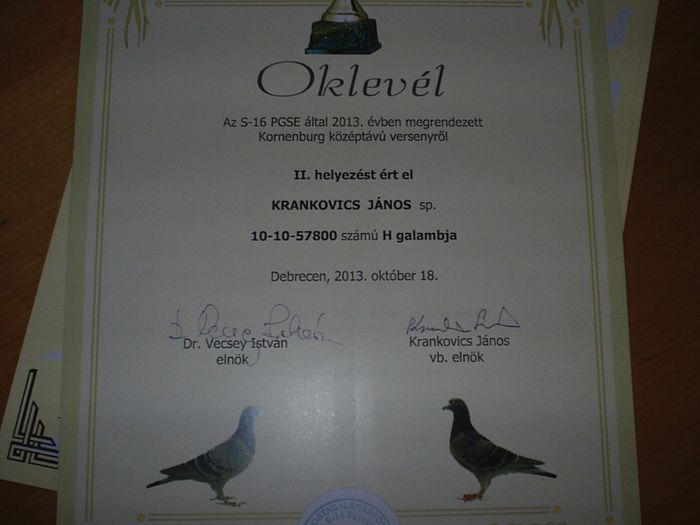 Oklevél
Az S-16 PGSE által 2013. évben megrendezett
Kornenburg középtávú versenyről
II. helyezést ért el
KRANKOVICS JÁNOS sp.
10-10-57800 számú H galambja
Debrecen, 2013. október 18.
Dr. Vecsey István
elnök
Krankovics János
vb. elnök